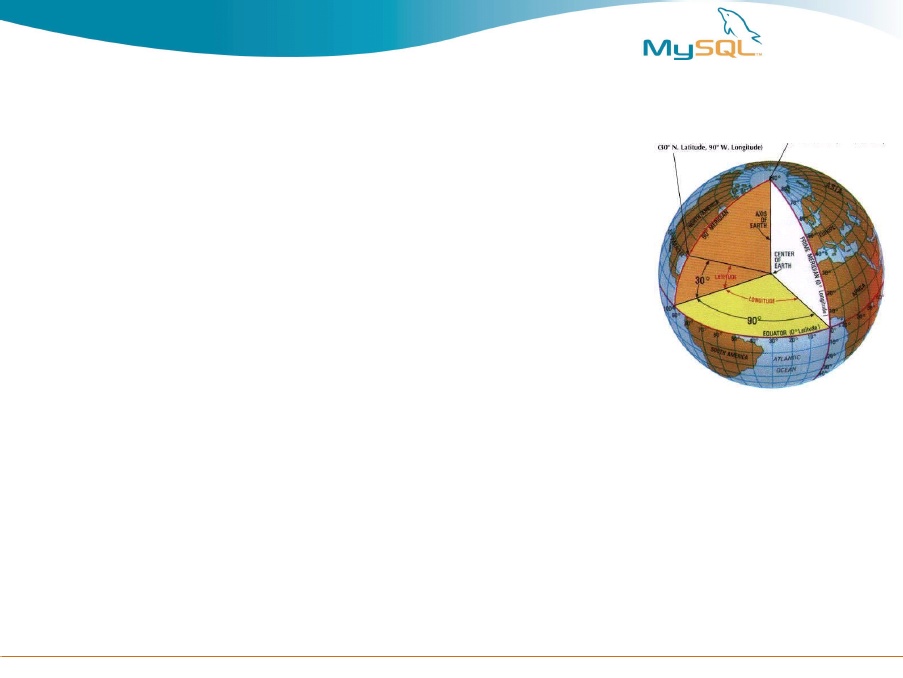 MySQL™
(30° N. Latitude, 90° W. Longitude)
ASIA
NORTH AMERICA
90° MERIDIAN
AXIS
OF
EARTH
EUROPE
CENTER
OF
EARTH
PRIME MERIDIAN (0° Longitude)
AFRICA
30°
LATITUDE
LONGITUDE
90°
EQUATOR (0° Latitude)
SOUTH AMERICA
ATLANTIC
OCEAN